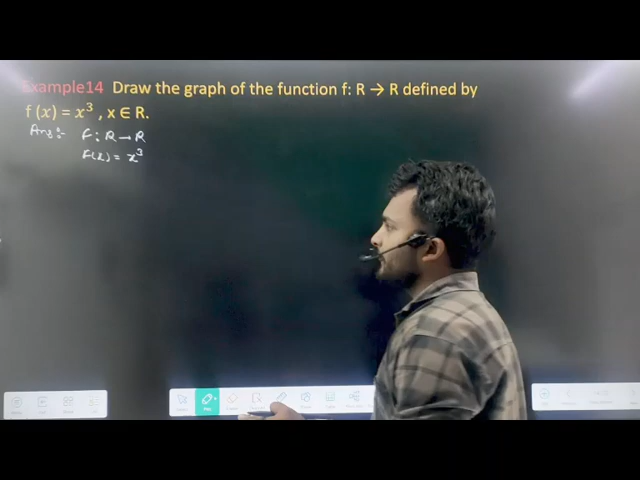 Example14 Draw the graph of the function f: R → R defined by
f (x) = x³ , x ∈ R.
Ans:- F: R → R
F(x) = x³